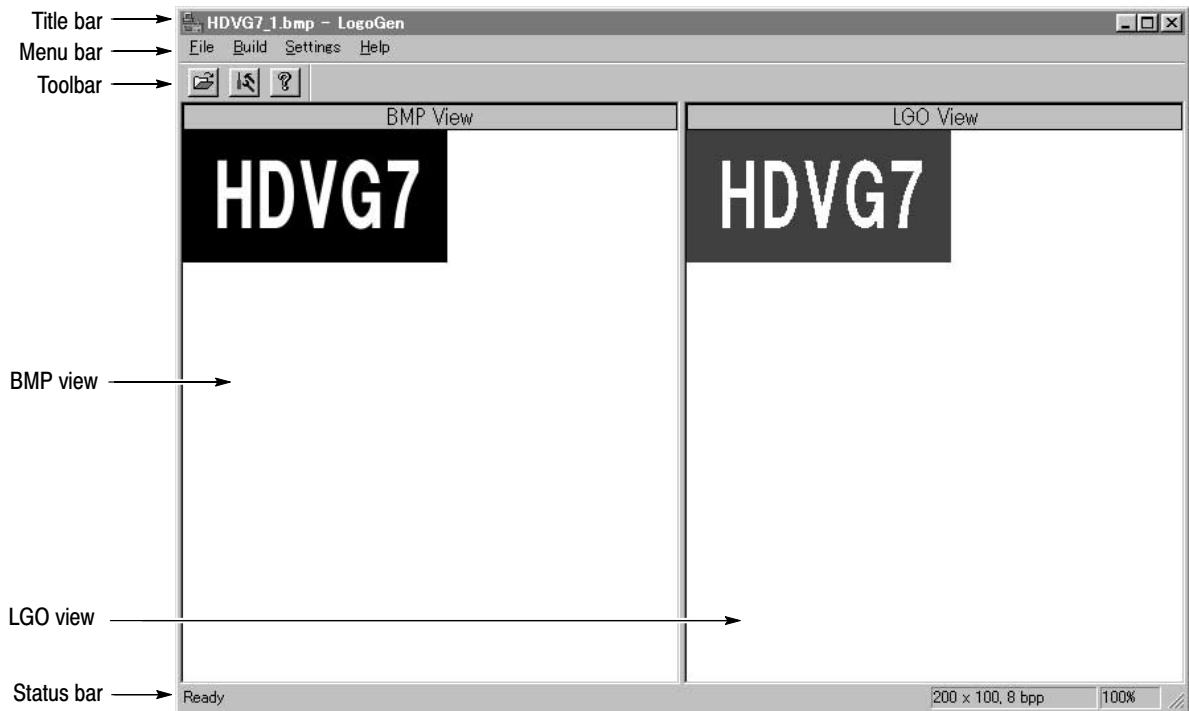 Title bar
HDVG7_1.bmp - LogoGen
Menu bar
File Build Settings Help
Toolbar
BMP View
LGO View
HDVG7
HDVG7
BMP view
LGO view
Status bar
Ready
200 x 100, 8 bpp
100%